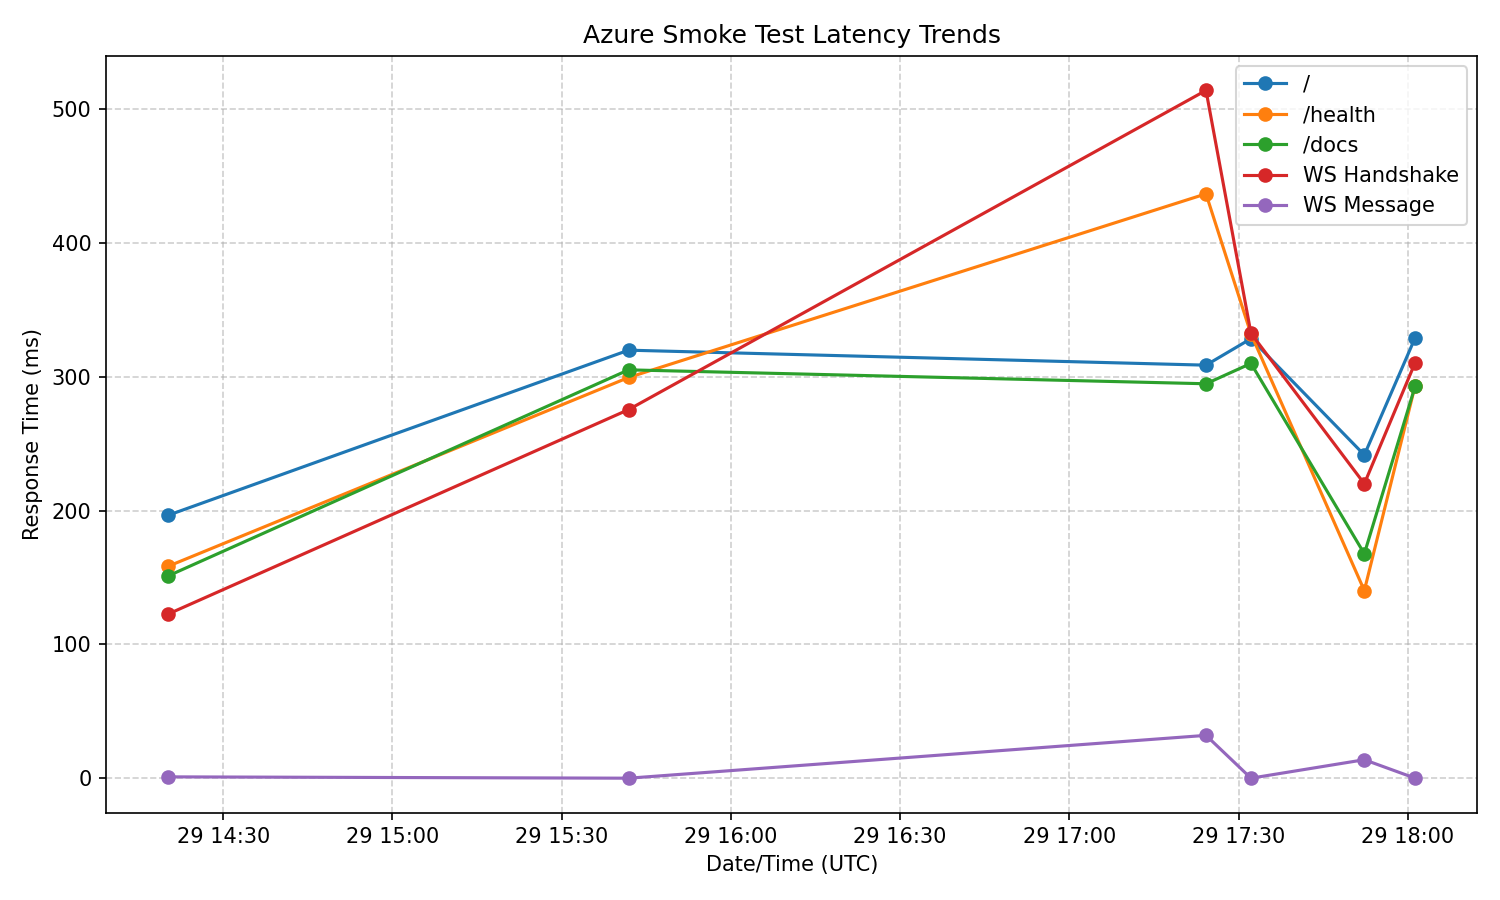 Azure Smoke Test Latency Trends
/
/health
/docs
WS Handshake
WS Message
Response Time (ms)
500
400
300
200
100
0
29 14:30 29 15:00 29 15:30 29 16:00 29 16:30 29 17:00 29 17:30 29 18:00
Date/Time (UTC)